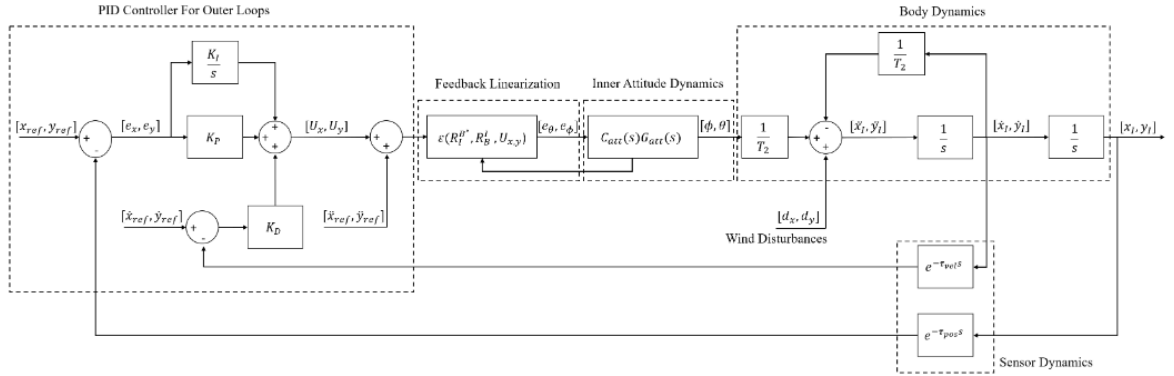 PID Controller For Outer Loops
Body Dynamics
K_I
s
1
T_2
Feedback Linearization
Inner Attitude Dynamics
[x_ref, y_ref]
+
-
[e_x, e_y]
K_P
+
+
+
[U_x, U_y]
+
+
ε(R_I^{B*}, R_B^I, U_{x,y})
[e_θ, e_ϕ]
C_att(s)G_att(s)
[ϕ, θ]
1
T_2
+
-
+
[ẍ_I, ÿ_I]
1
s
[ẋ_I, ẏ_I]
1
s
[x_I, y_I]
[ẋ_ref, ẏ_ref]
+
-
K_D
[ẍ_ref, ÿ_ref]
[d_x, d_y]
Wind Disturbances
e^{-τ_vel s}
e^{-τ_pos s}
Sensor Dynamics